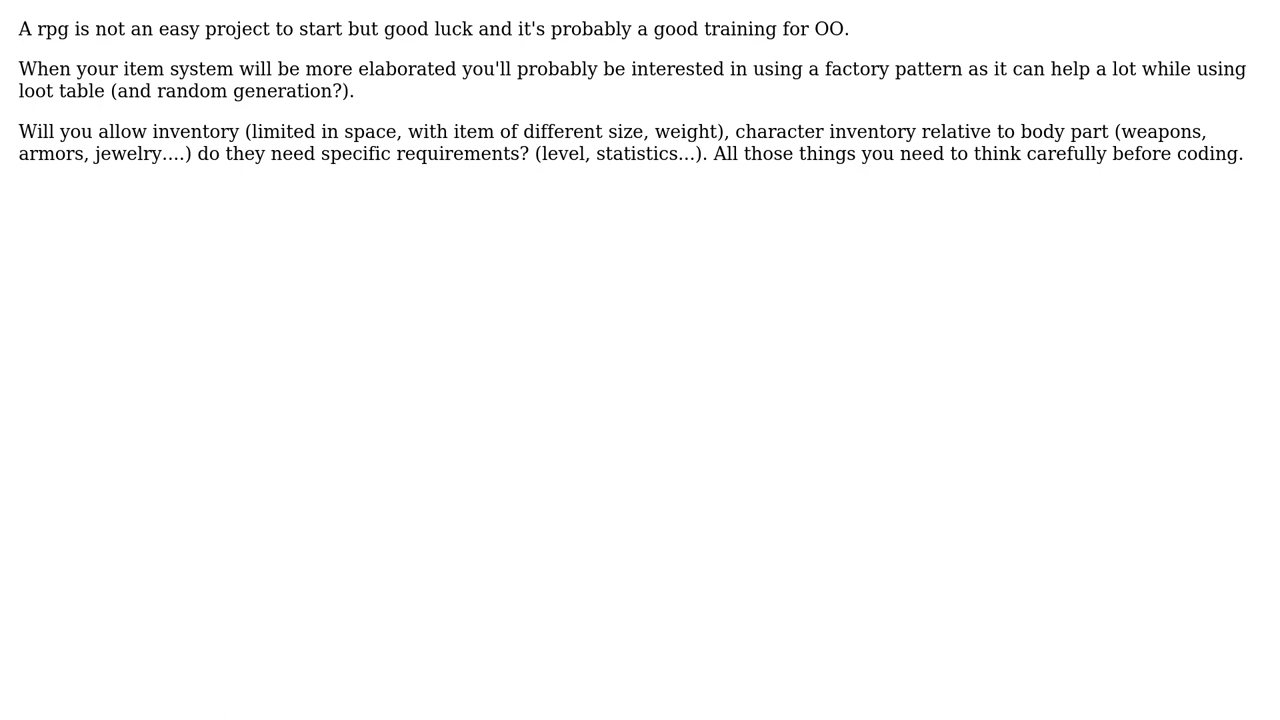 A rpg is not an easy project to start but good luck and it's probably a good training for OO.
When your item system will be more elaborated you'll probably be interested in using a factory pattern as it can help a lot while using
loot table (and random generation?).
Will you allow inventory (limited in space, with item of different size, weight), character inventory relative to body part (weapons,
armors, jewelry....) do they need specific requirements? (level, statistics...). All those things you need to think carefully before coding.